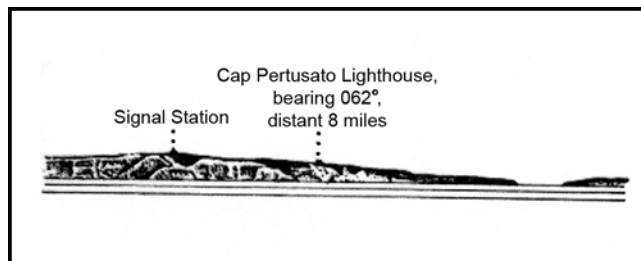 Cap Pertusato Lighthouse,
bearing 062°,
distant 8 miles
Signal Station